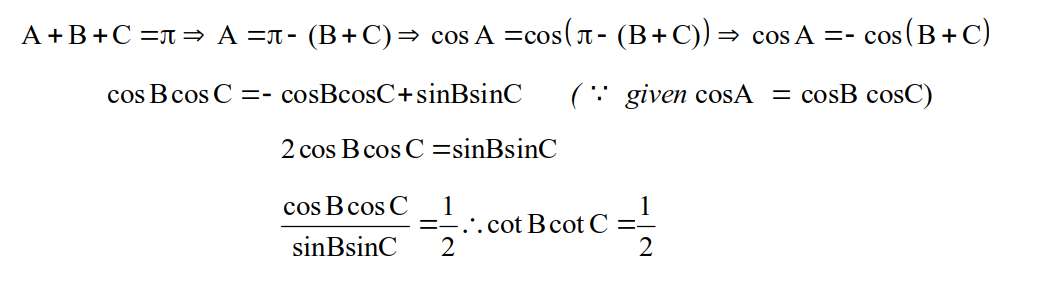 A + B + C = π ⇒ A = π - (B + C) ⇒ cos A = cos(π - (B + C)) ⇒ cos A = - cos(B + C)
cos B cos C = - cosBcosC + sinBsinC ( ∵ given cosA = cosB cosC)
2 cos B cos C = sinBsinC
cos B cos C / sinBsinC = 1/2 ∴ cot B cot C = 1/2